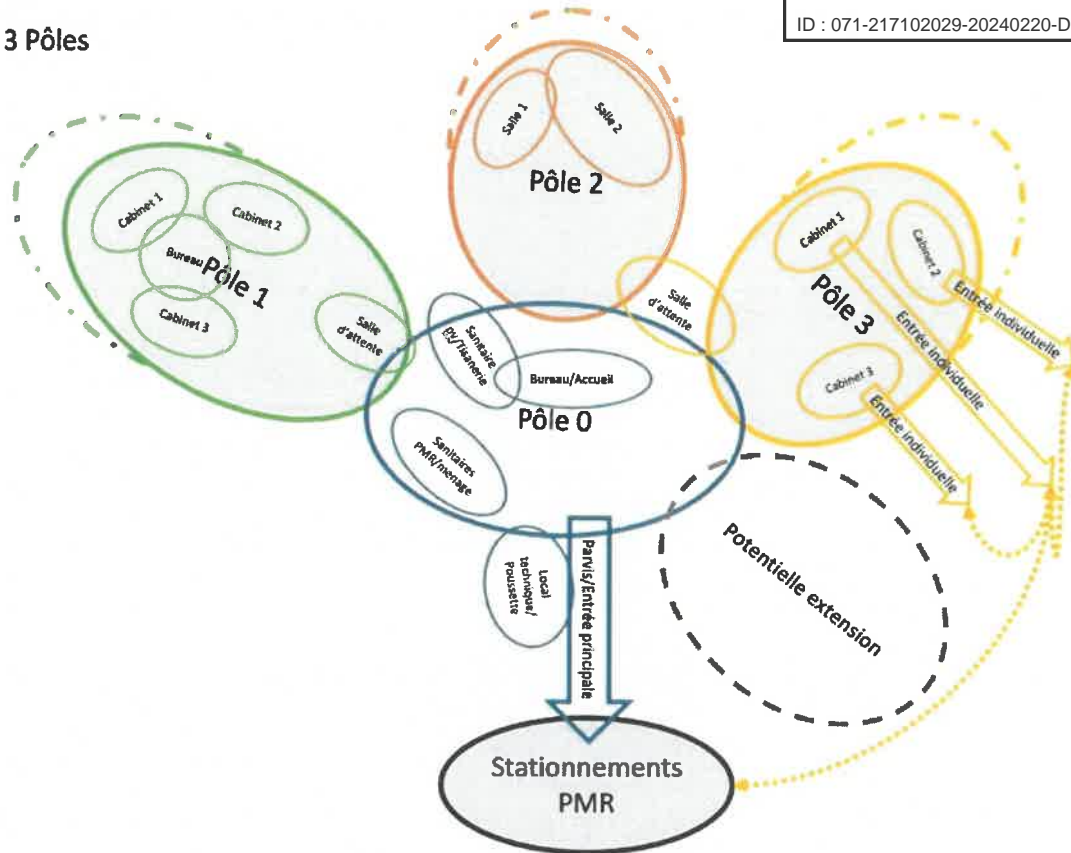 ID : 071-217102029-20240220-D
3 Pôles
Salle 1
Salle 2
Pôle 2
Cabinet 1
Cabinet 2
Bureau
Pôle 1
Cabinet 3
Salle
d'attente
Salle
d'attente
Cabinet 1
Cabinet 2
Pôle 3
Cabinet 3
Entrée individuelle
Entrée individuelle
Entrée individuelle
Sanitaire
/Tisanerie
Bureau/Accueil
Pôle 0
Sanitaires
PMR/menage
Local
technique/
Poussette
Parvis/Entrée principale
Potentielle extension
Stationnements
PMR